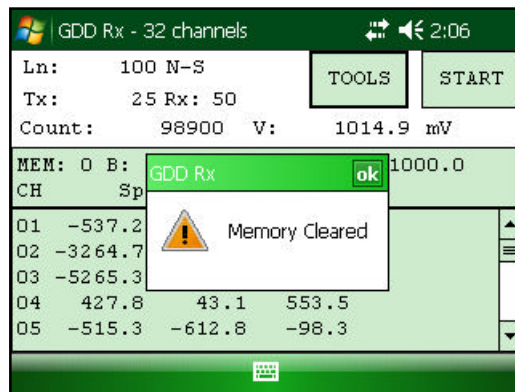 GDD Rx - 32 channels 2:06
Ln: 100 N-S
TOOLS START
Tx: 25 Rx: 50
Count: 98900 V: 1014.9 mV
MEM: 0 B: 1000.0
CH Sp
GDD Rx ok
Memory Cleared
01 -537.2
02 -3264.7
03 -5265.3
04 427.8 43.1 553.5
05 -515.3 -612.8 -98.3